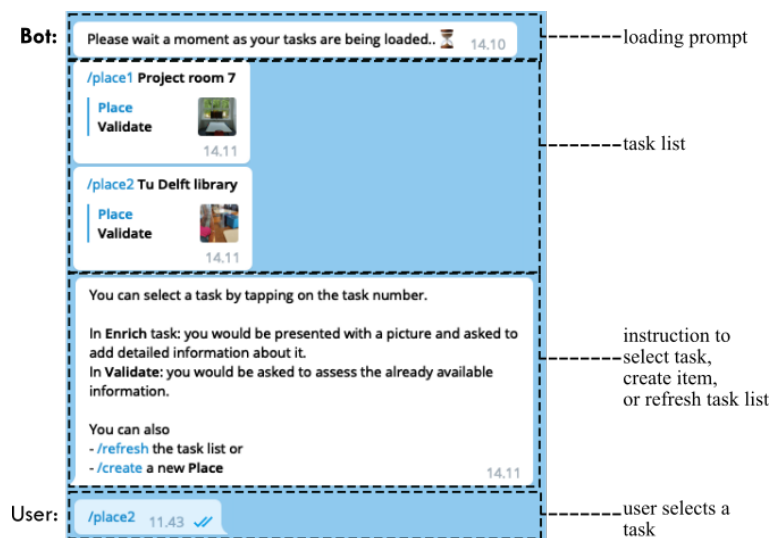 Bot:
Please wait a moment as your tasks are being loaded.. ⏳ 14.10
loading prompt
/place1 Project room 7
Place
Validate
14.11
task list
/place2 Tu Delft library
Place
Validate
14.11
You can select a task by tapping on the task number.
In Enrich task: you would be presented with a picture and asked to
add detailed information about it.
In Validate: you would be asked to assess the already available
information.
You can also
- /refresh the task list or
- /create a new Place
14.11
instruction to
select task,
create item,
or refresh task list
User:
/place2 11.43
user selects a
task